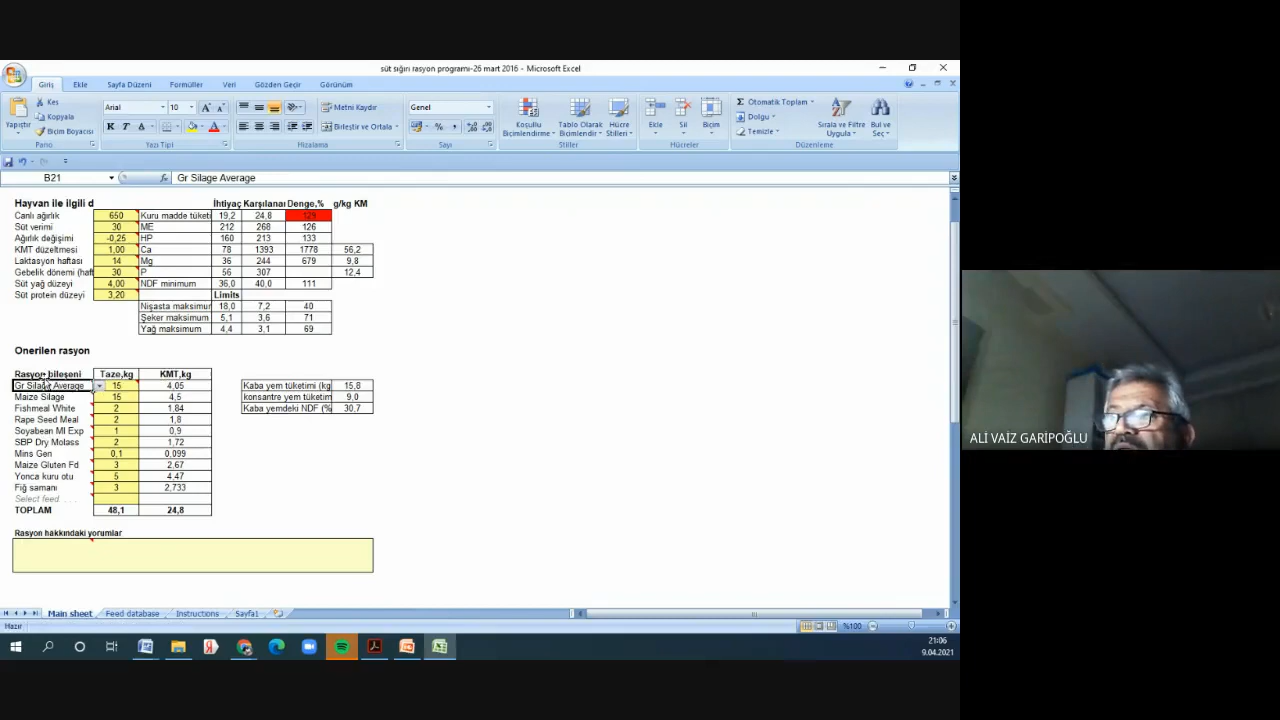 süt sığırı rasyon programı-26 mart 2016 - Microsoft Excel
Giriş Ekle Sayfa Düzeni Formüller Veri Gözden Geçir Görünüm
Yapıştır Kes Kopyala Biçim Boyacısı Pano
Arial 10 Yazı Tipi
Metni Kaydır Birleştir ve Ortala Hizalama
Genel Sayı
Koşullu Biçimlendirme Tablo Olarak Biçimlendir Hücre Stilleri Stiller
Ekle Sil Biçim Hücreler
Otomatik Toplam Dolgu Temizle Sırala ve Filtre Uygula Bul ve Seç Düzenleme
B21 fx Gr Silage Average
Hayvan ile ilgili d İhtiyaç Karşılanan Denge,% g/kg KM
Canlı ağırlık 650 Kuru madde tüketi 19,2 24,8 129
Süt verimi 30 ME 212 268 126
Ağırlık değişimi -0,25 HP 160 213 133
KMT düzeltmesi 1,00 Ca 78 1393 1778 56,2
Laktasyon haftası 14 Mg 36 244 679 9,8
Gebelik dönemi (haft 30 P 56 307 12,4
Süt yağ düzeyi 4,00 NDF minimum 36,0 40,0 111
Süt protein düzeyi 3,20 Limits
Nişasta maksimum 18,0 7,2 40
Şeker maksimum 5,1 3,6 71
Yağ maksimum 4,4 3,1 69
Onerilen rasyon
Rasyon bileşeni Taze,kg KMT,kg
Gr Silage Average 15 4,05 Kaba yem tüketimi (kg 15,8
Maize Silage 15 4,5 konsantre yem tüketim 9,0
Fishmeal White 2 1,84 Kaba yemdeki NDF (% 30,7
Rape Seed Meal 2 1,8
Soyabean Ml Exp 1 0,9
SBP Dry Molass 2 1,72
Mins Gen 0,1 0,099
Maize Gluten Fd 3 2,67
Yonca kuru otu 5 4,47
Fiğ samanı 3 2,733
Select feed . . .
TOPLAM 48,1 24,8
Rasyon hakkındaki yorumlar
Main sheet Feed database Instructions Sayfa1
Hazır %100
21:06
9.04.2021
ALİ VAİZ GARİPOĞLU